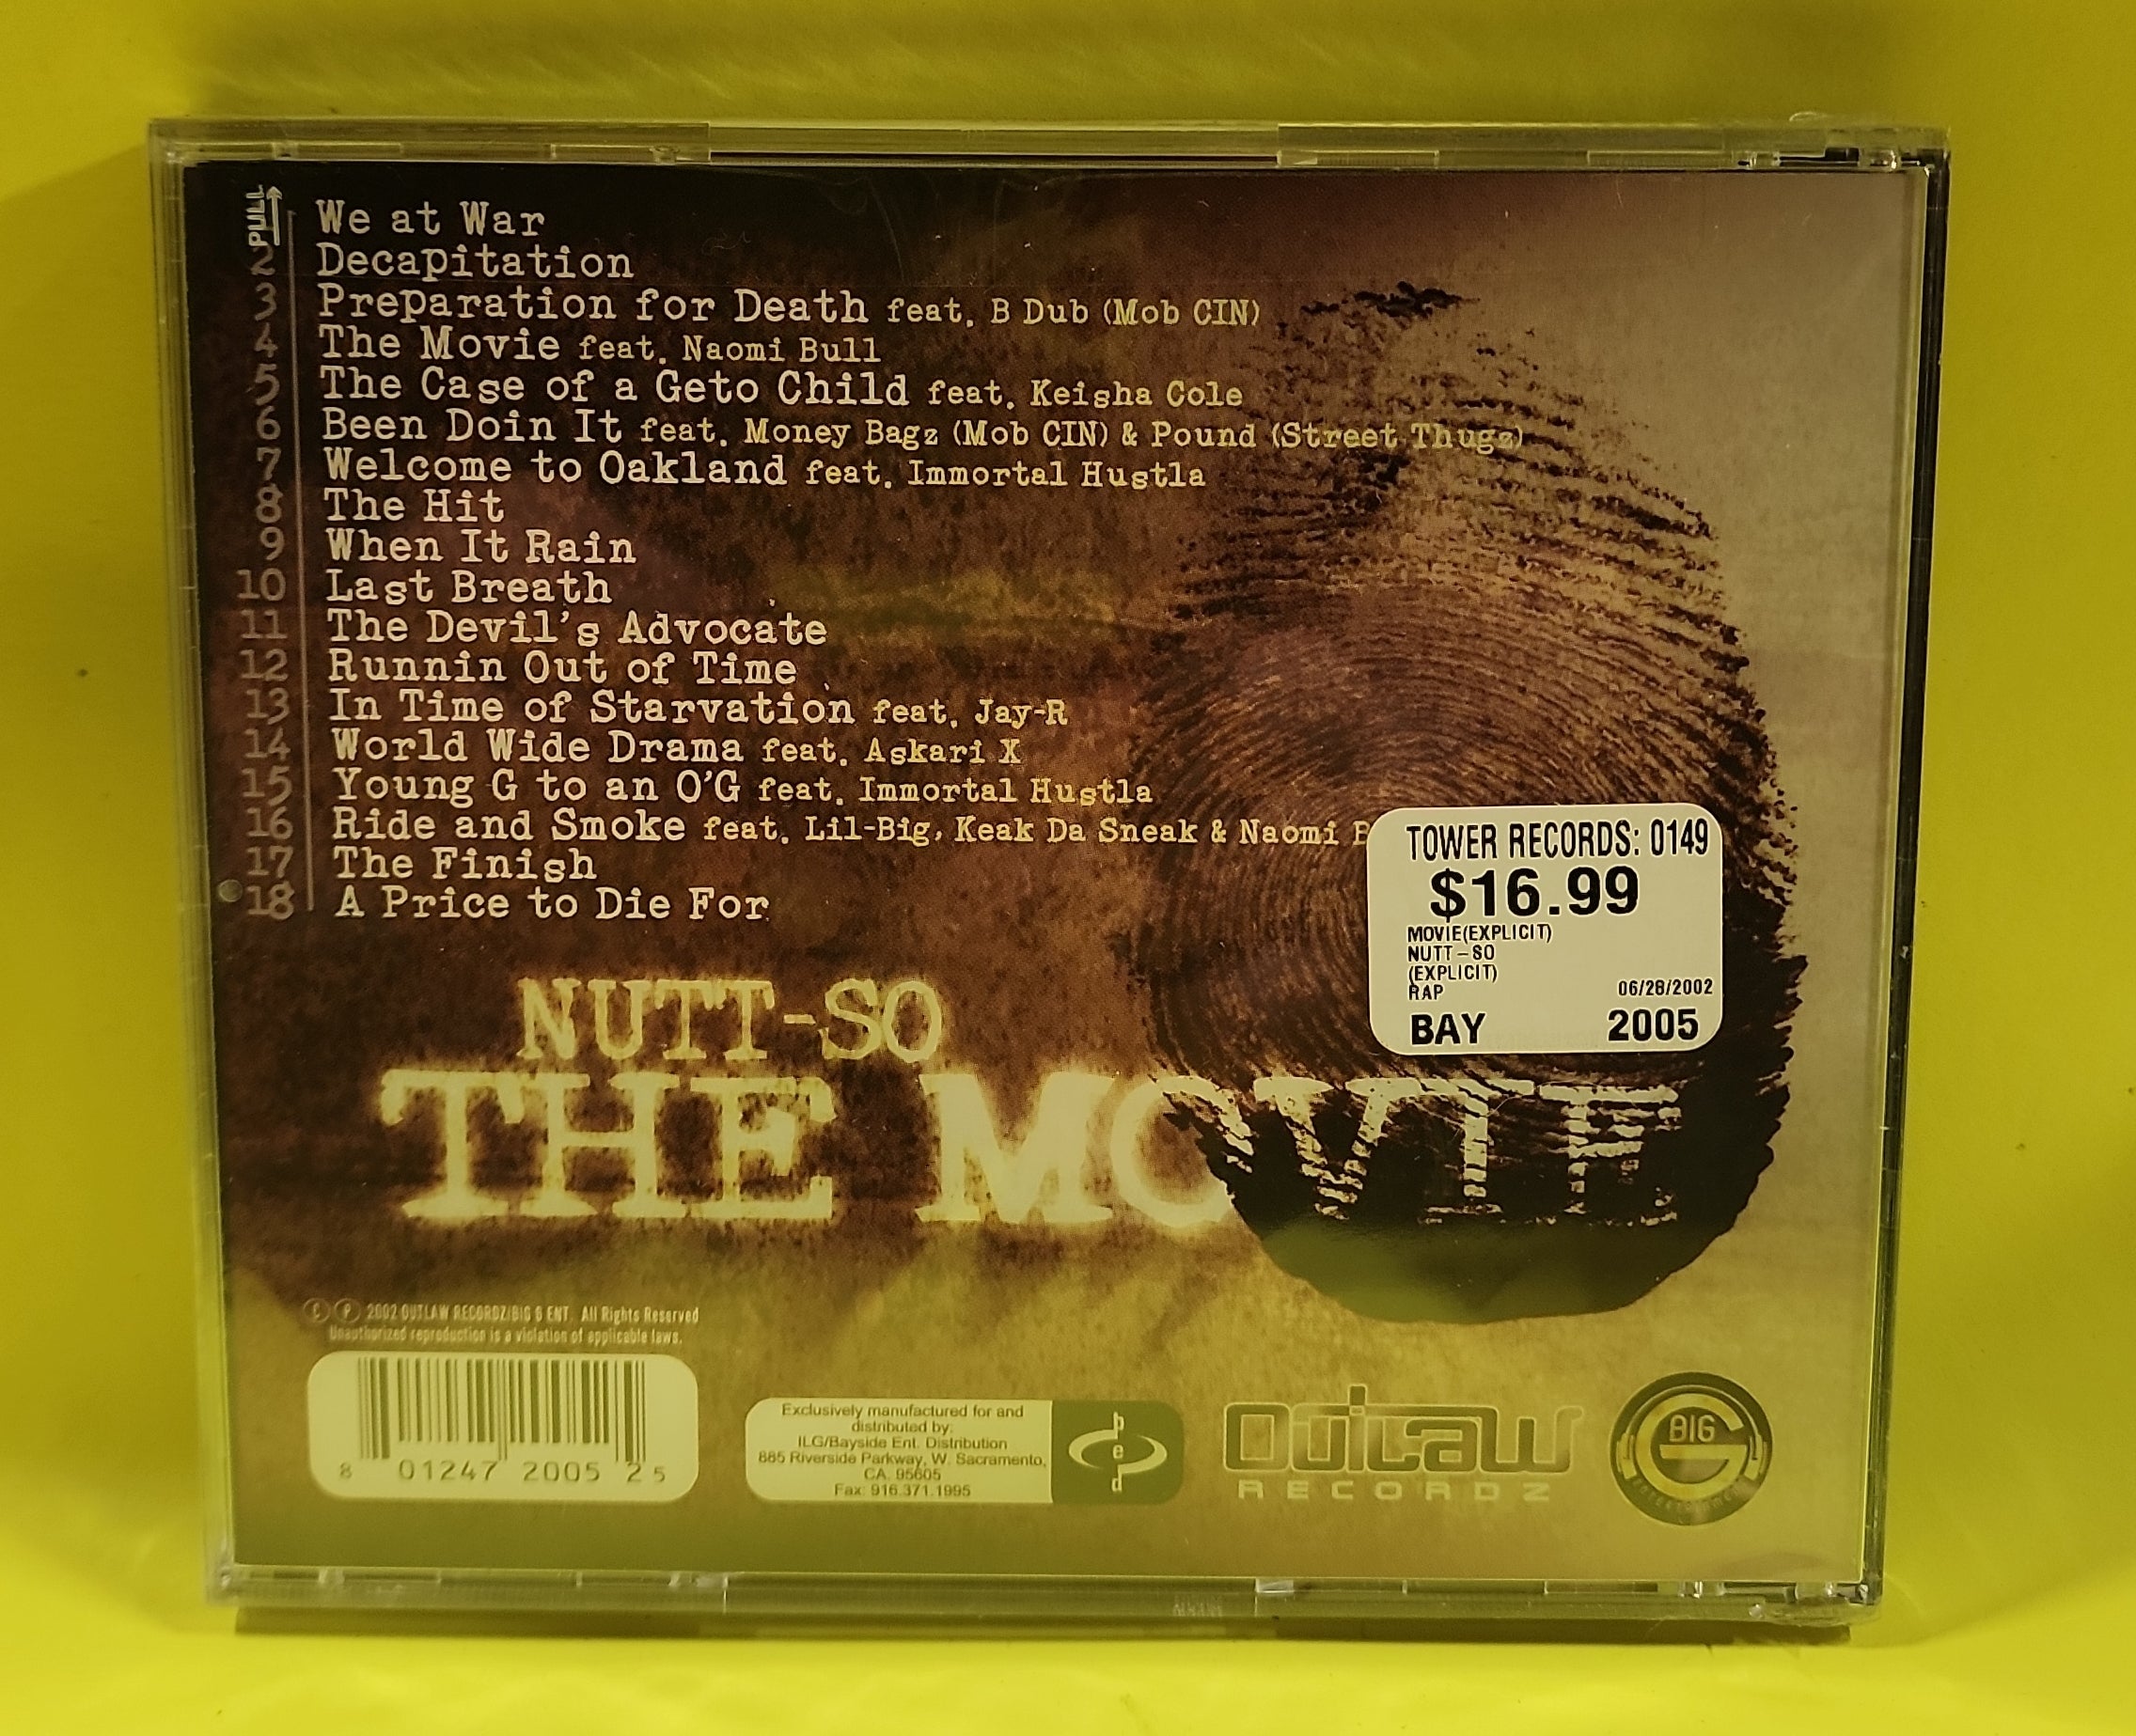 PULL
We at War
2 Decapitation
3 Preparation for Death feat. B Dub (Mob CIN)
4 The Movie feat. Naomi Bull
5 The Case of a Geto Child feat. Keisha Cole
6 Been Doin It feat. Money Bagz (Mob CIN) & Pound (Street Thugz)
7 Welcome to Oakland feat. Immortal Hustla
8 The Hit
9 When It Rain
10 Last Breath
11 The Devil's Advocate
12 Runnin Out of Time
13 In Time of Starvation feat. Jay-R
14 World Wide Drama feat. Askari X
15 Young G to an O'G feat. Immortal Hustla
16 Ride and Smoke feat. Lil-Big, Keak Da Sneak & Naomi
17 The Finish
18 A Price to Die For
TOWER RECORDS: 0149
$16.99
MOVIE(EXPLICIT)
NUTT-SO
(EXPLICIT)
RAP 06/28/2002
BAY 2005
NUTT-SO
THE MOVIE
© ℗ 2002 OUTLAW RECORDZ/BIG G ENT. All Rights Reserved
Unauthorized reproduction is a violation of applicable laws.
8 01247 2005 2 5
Exclusively manufactured for and
distributed by:
ILG/Bayside Ent. Distribution
885 Riverside Parkway, W. Sacramento,
CA. 95605
Fax: 916.371.1995
bepd
Outlaw
RECORDZ
BIG
G